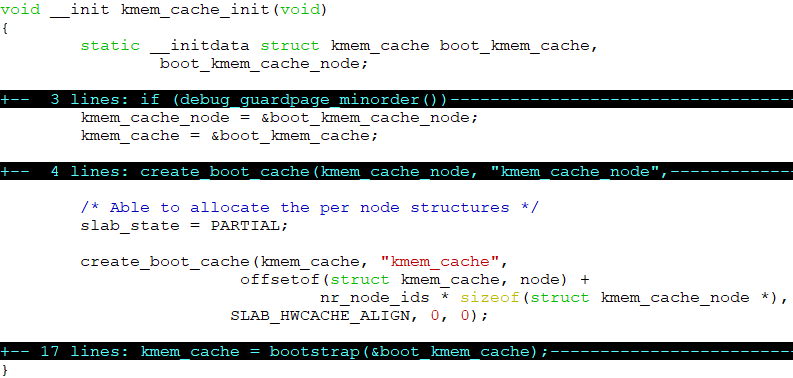 void __init kmem_cache_init(void)
{
        static __initdata struct kmem_cache boot_kmem_cache,
                boot_kmem_cache_node;
+--  3 lines: if (debug_guardpage_minorder())-----------------------------------
        kmem_cache_node = &boot_kmem_cache_node;
        kmem_cache = &boot_kmem_cache;
+--  4 lines: create_boot_cache(kmem_cache_node, "kmem_cache_node",-------------
        /* Able to allocate the per node structures */
        slab_state = PARTIAL;
        create_boot_cache(kmem_cache, "kmem_cache",
                        offsetof(struct kmem_cache, node) +
                                nr_node_ids * sizeof(struct kmem_cache_node *),
                       SLAB_HWCACHE_ALIGN, 0, 0);
+-- 17 lines: kmem_cache = bootstrap(&boot_kmem_cache);-------------------------
}